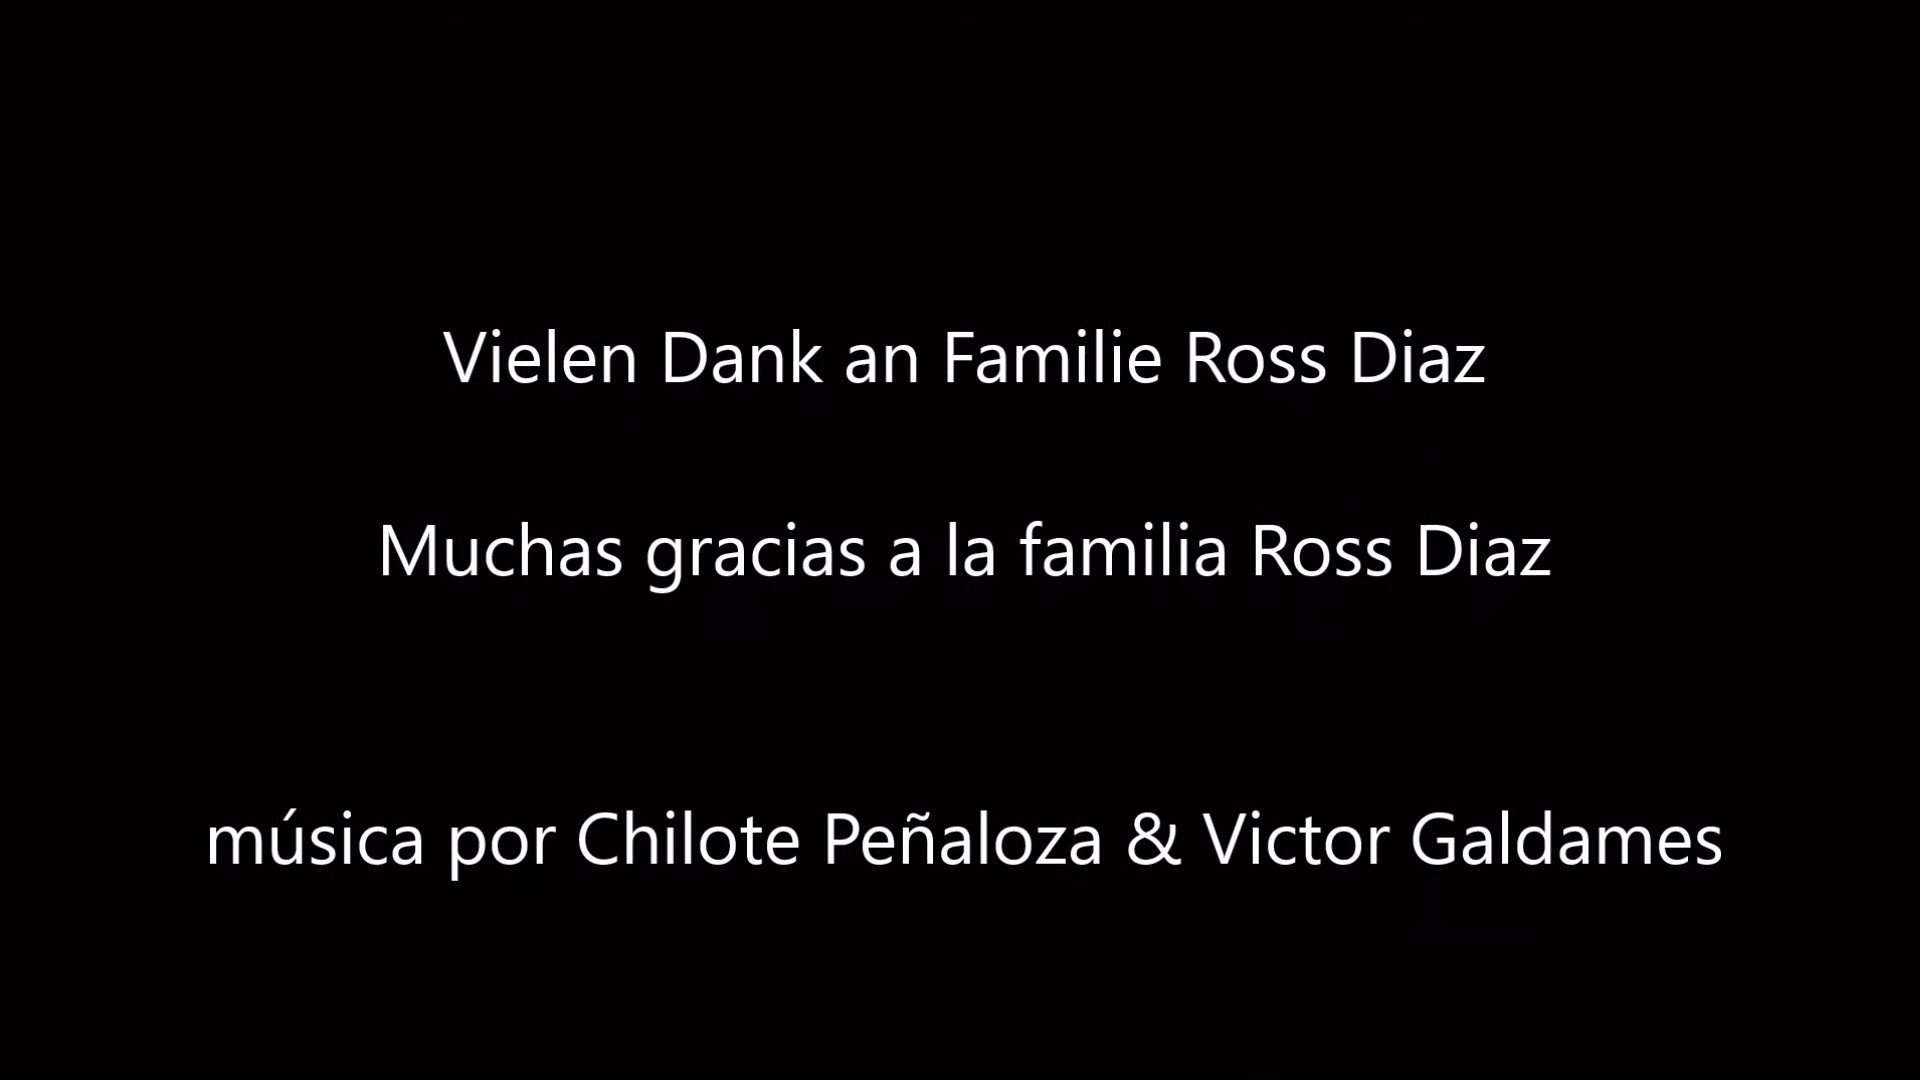 Vielen Dank an Familie Ross Diaz
Muchas gracias a la familia Ross Diaz
música por Chilote Peñaloza & Victor Galdames